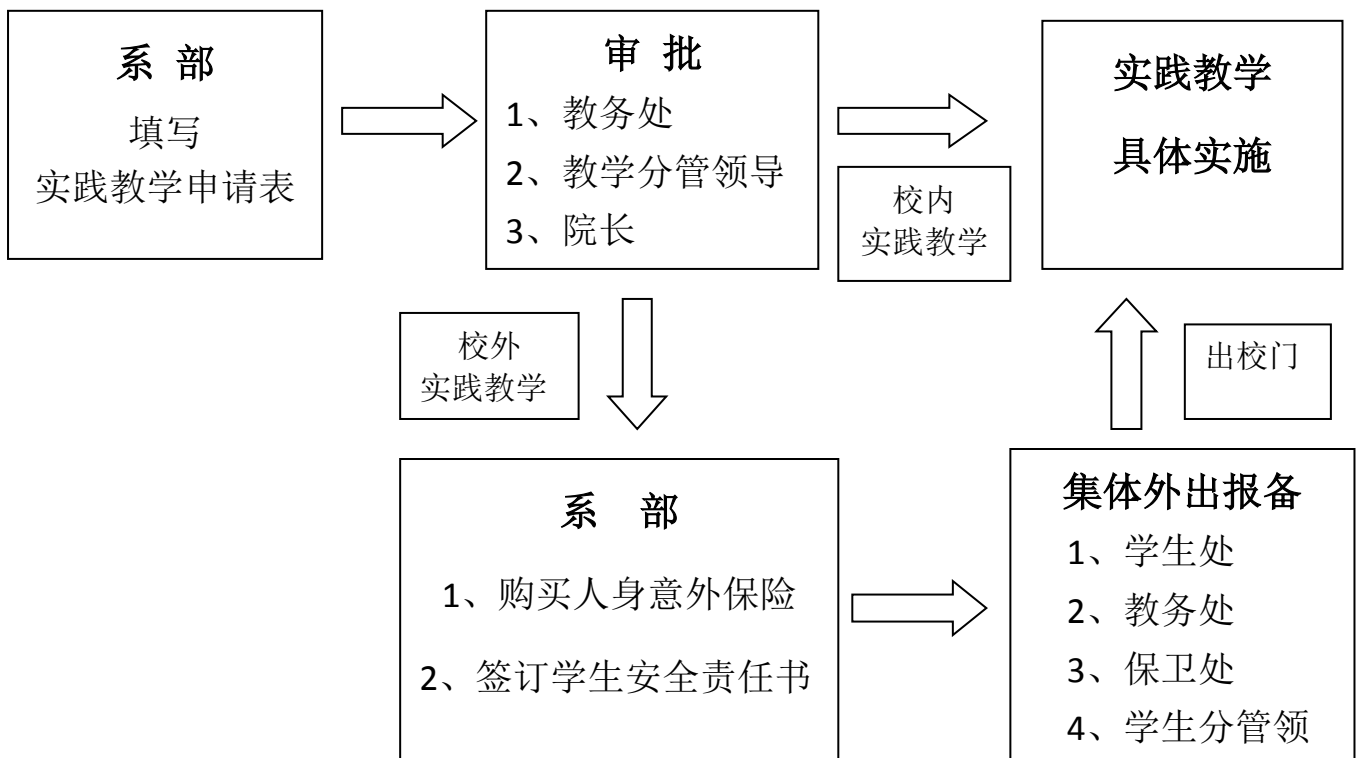 系 部
填写
实践教学申请表
审 批
1、教务处
2、教学分管领导
3、院长
校内
实践教学
实践教学
具体实施
校外
实践教学
出校门
系 部
1、购买人身意外保险
2、签订学生安全责任书
集体外出报备
1、学生处
2、教务处
3、保卫处
4、学生分管领